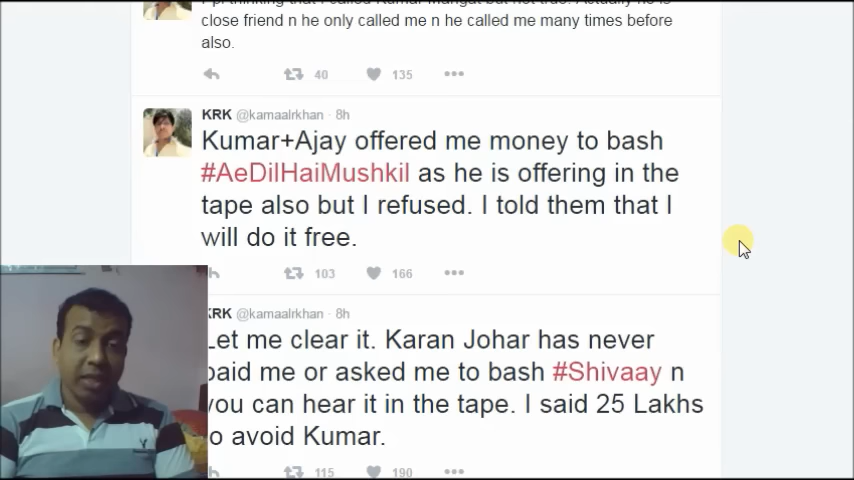 close friend n he only called me n he called me many times before
also.
40 135
KRK @kamaalrkhan · 8h
Kumar+Ajay offered me money to bash
#AeDilHaiMushkil as he is offering in the
tape also but I refused. I told them that I
will do it free.
103 166
KRK @kamaalrkhan · 8h
Let me clear it. Karan Johar has never
paid me or asked me to bash #Shivaay n
you can hear it in the tape. I said 25 Lakhs
to avoid Kumar.
115 190